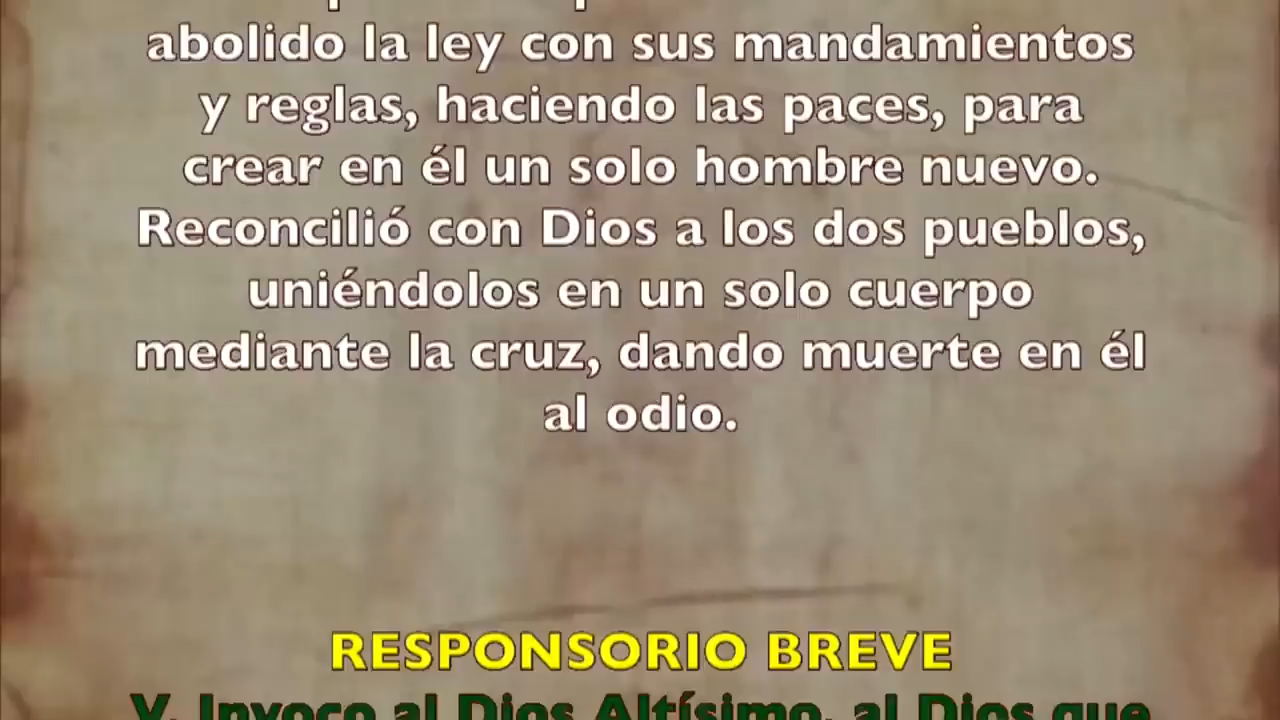 abolido la ley con sus mandamientos
y reglas, haciendo las paces, para
crear en él un solo hombre nuevo.
Reconcilió con Dios a los dos pueblos,
uniéndolos en un solo cuerpo
mediante la cruz, dando muerte en él
al odio.
RESPONSORIO BREVE
V. Invoco al Dios Altísimo, al Dios que